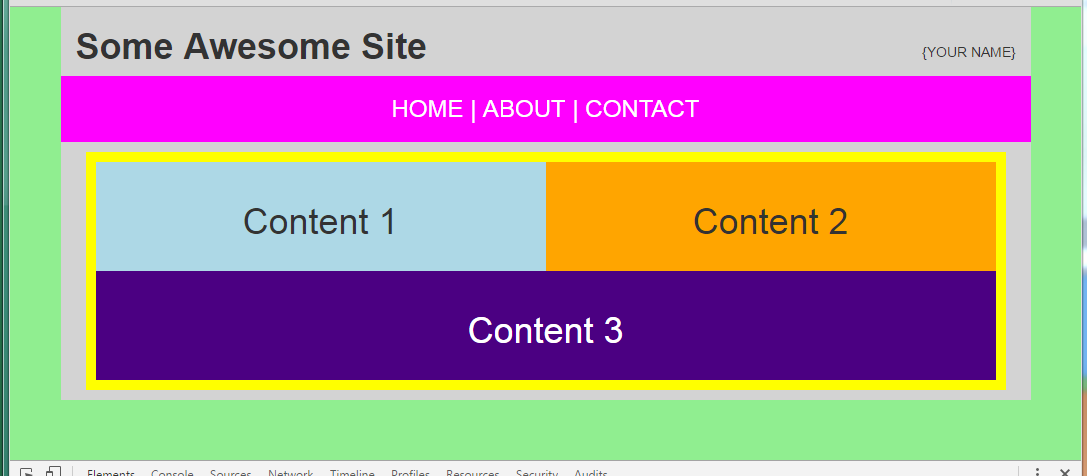 Some Awesome Site
{YOUR NAME}
HOME | ABOUT | CONTACT
Content 1
Content 2
Content 3
Elements Console Sources Network Timeline Profiles Resources Security Audits